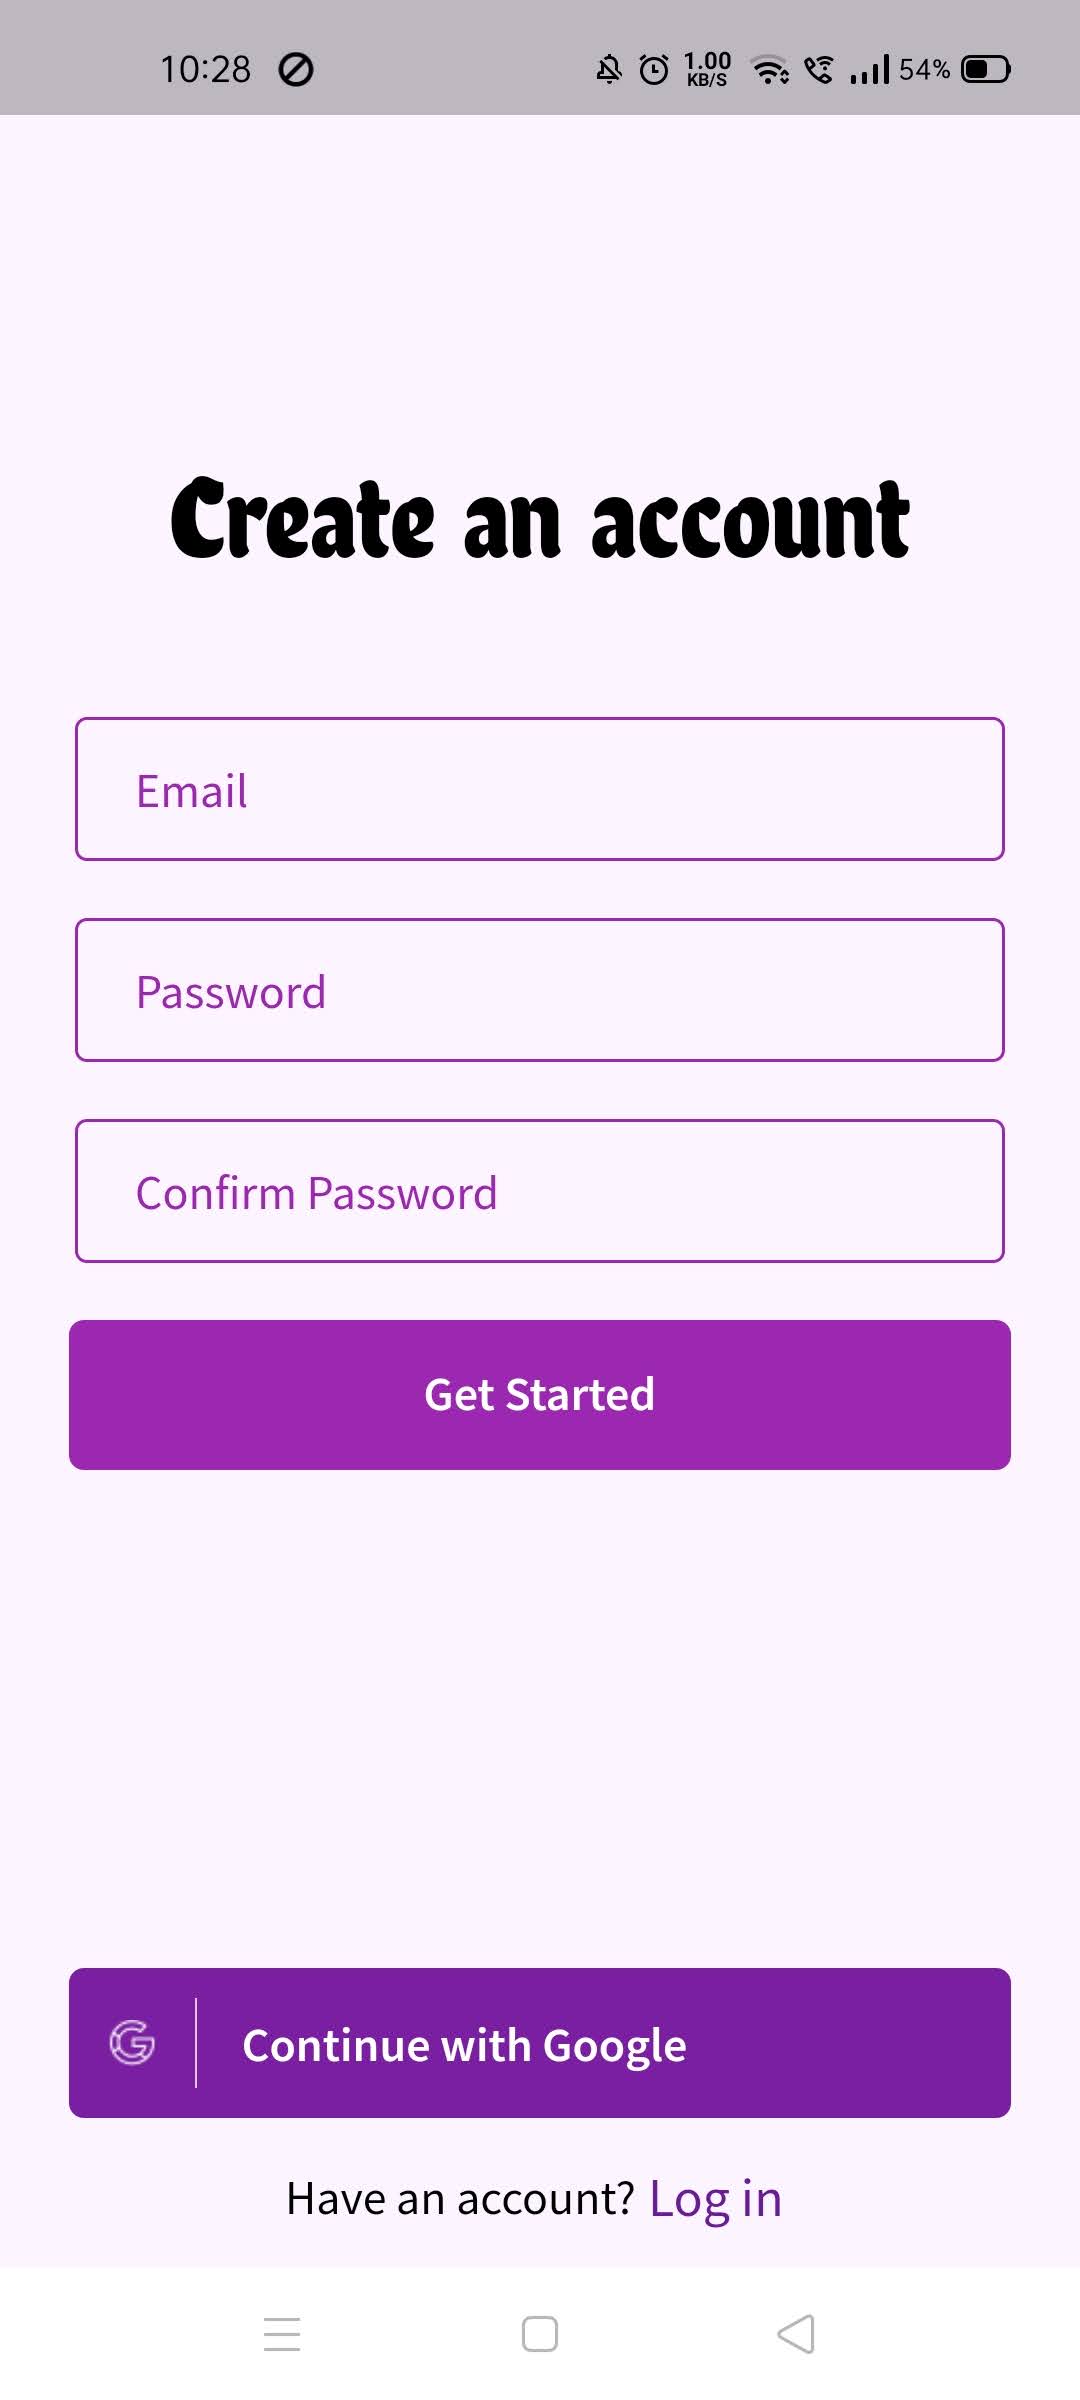 10:28
1.00
KB/S
54%
Create an account
Email
Password
Confirm Password
Get Started
Continue with Google
Have an account? Log in